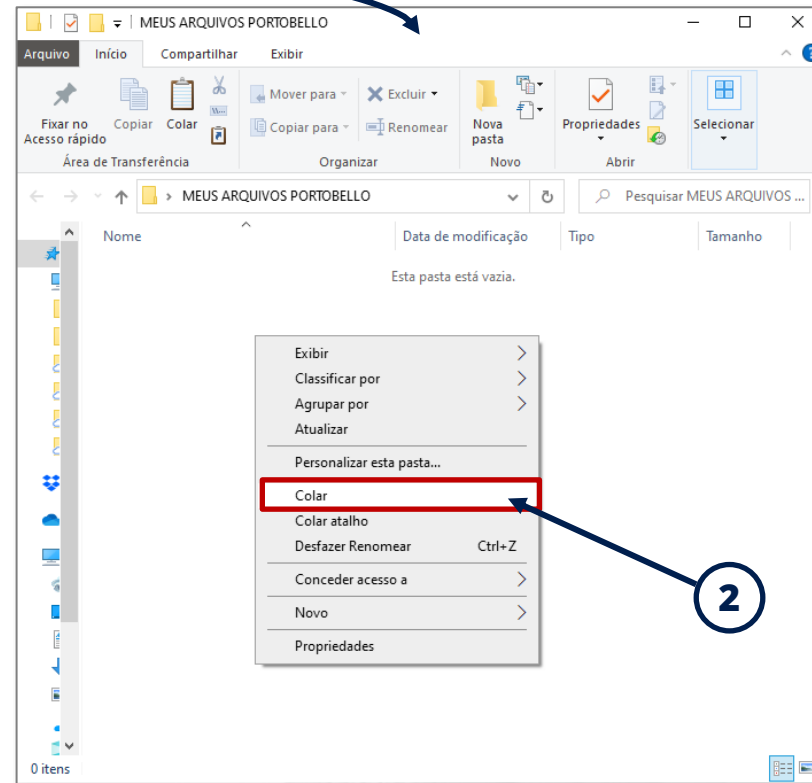 MEUS ARQUIVOS PORTOBELLO
Arquivo Início Compartilhar Exibir
Fixar no Acesso rápido
Copiar
Colar
Mover para
Copiar para
Excluir
Renomear
Nova pasta
Propriedades
Selecionar
Área de Transferência Organizar Novo Abrir
MEUS ARQUIVOS PORTOBELLO
Pesquisar MEUS ARQUIVOS ...
Nome Data de modificação Tipo Tamanho
Esta pasta está vazia.
Exibir
Classificar por
Agrupar por
Atualizar
Personalizar esta pasta...
Colar
Colar atalho
Desfazer Renomear Ctrl+Z
Conceder acesso a
Novo
Propriedades
2
0 itens